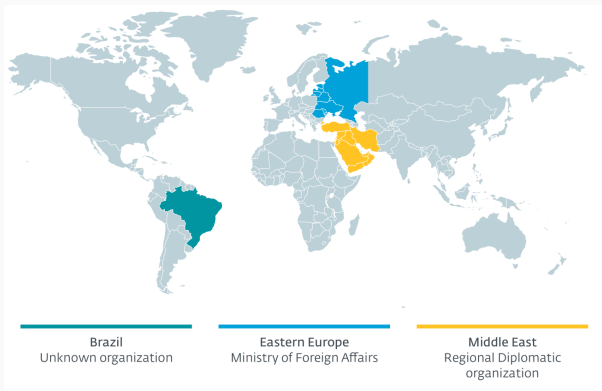 Brazil
Unknown organization
Eastern Europe
Ministry of Foreign Affairs
Middle East
Regional Diplomatic
organization